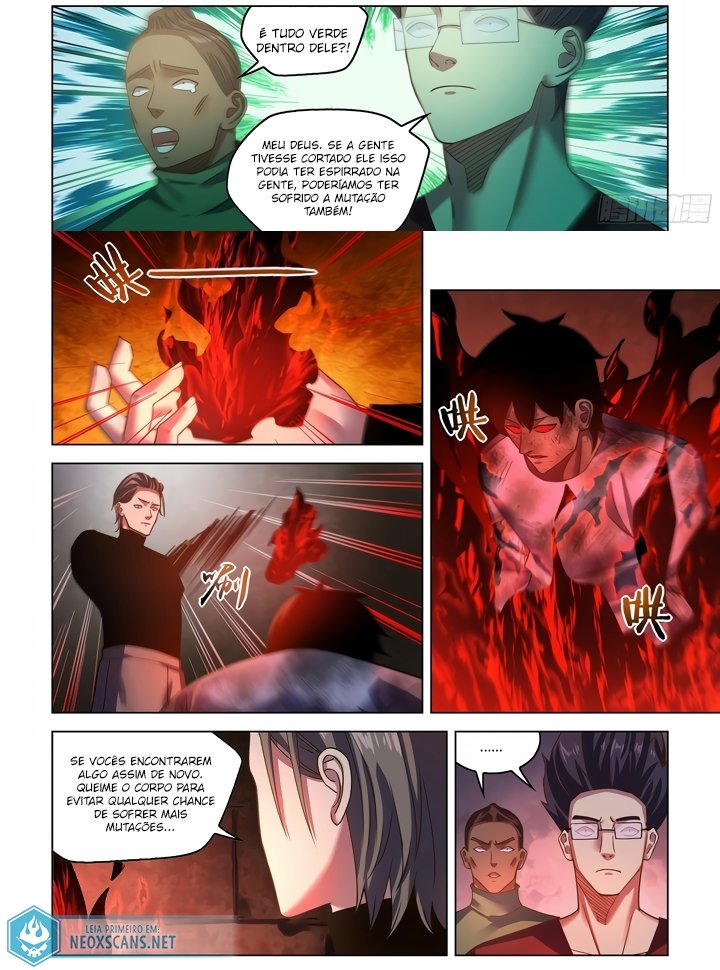 É TUDO VERDE
DENTRO DELE?!
MEU DEUS. SE A GENTE
TIVESSE CORTADO ELE ISSO
PODIA TER ESPIRRADO NA
GENTE, PODERÍAMOS TER
SOFRIDO A MUTAÇÃO
TAMBÉM!
哄
哄
哄
唰
SE VOCÊS ENCONTRAREM
ALGO ASSIM DE NOVO.
QUEIME O CORPO PARA
EVITAR QUALQUER CHANCE
DE SOFRER MAIS
MUTAÇÕES...
......
LEIA PRIMEIRO EM:
NEOXSCANS.NET